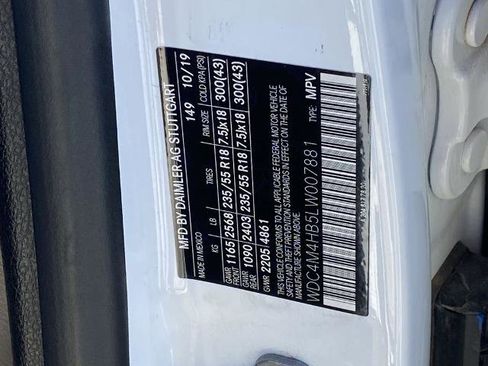 MFD BY DAIMLER AG STUTTGART
MADE IN MEXICO 149 10/19
KG LB TIRES RIM SIZE COLD KPA (PSI)
GAWR FRONT 1165 2568 235/55 R18 7.5Jx18 300(43)
GAWR REAR 1090 2403 235/55 R18 7.5Jx18 300(43)
GVWR 2205 4861
THIS VEHICLE CONFORMS TO ALL APPLICABLE FEDERAL MOTOR VEHICLE
SAFETY AND THEFT PREVENTION STANDARDS IN EFFECT ON THE DATE OF
MANUFACTURE SHOWN ABOVE.
WDC4M4HB5LW007881 TYPE: MPV